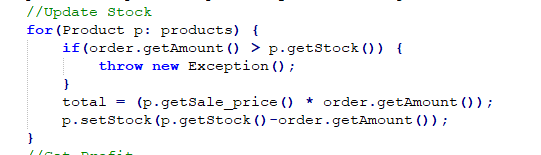 //Update Stock
for(Product p: products) {
if(order.getAmount() > p.getStock()) {
throw new Exception();
}
total = (p.getSale_price() * order.getAmount());
p.setStock(p.getStock()-order.getAmount());
}